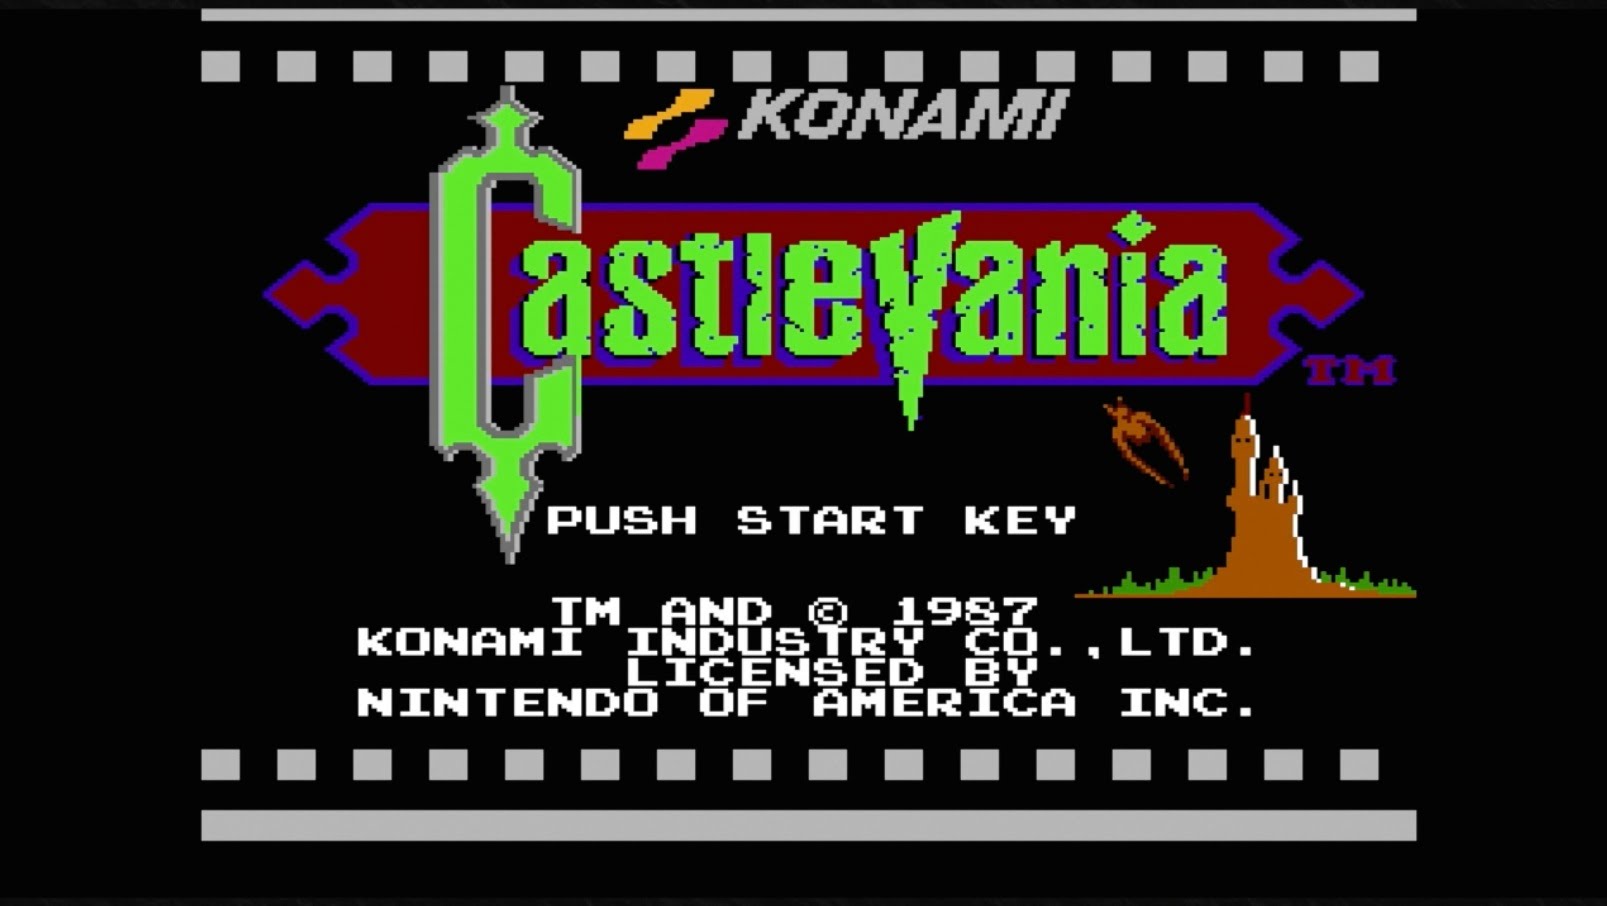 KONAMI
Castlevania
TM
PUSH START KEY
TM AND © 1987
KONAMI INDUSTRY CO.,LTD.
LICENSED BY
NINTENDO OF AMERICA INC.